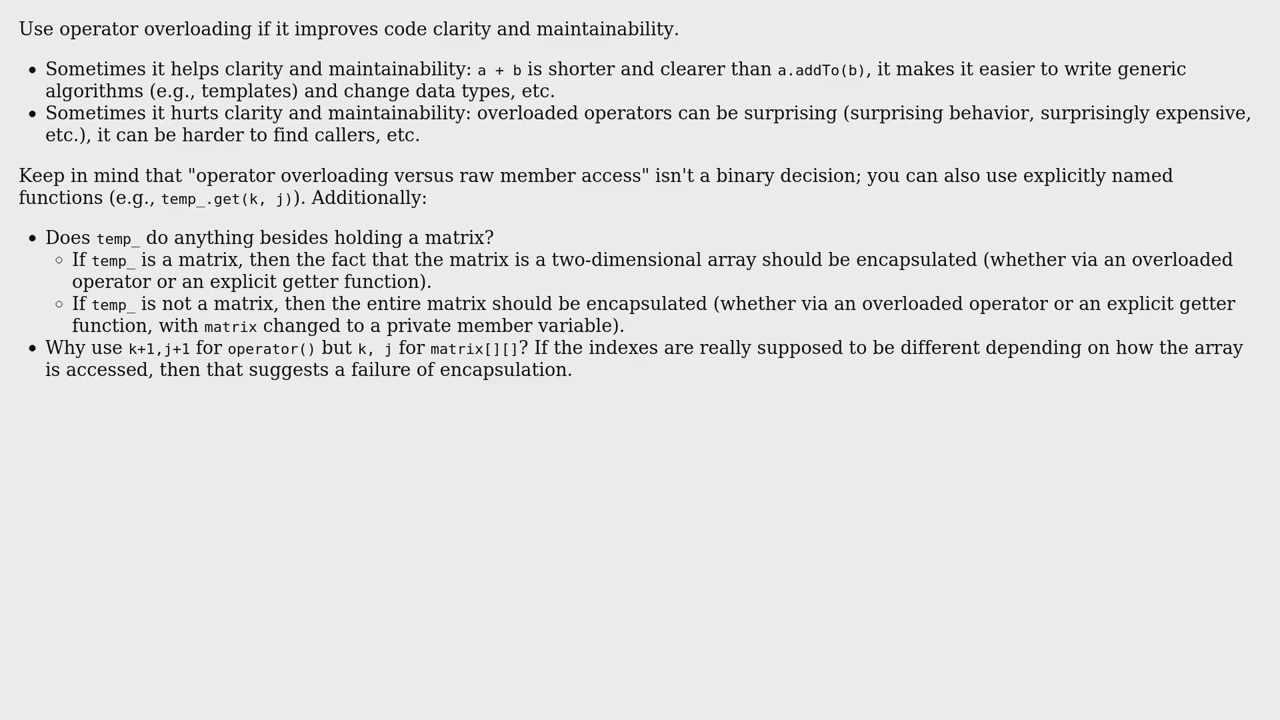 Use operator overloading if it improves code clarity and maintainability.
Sometimes it helps clarity and maintainability: a + b is shorter and clearer than a.addTo(b), it makes it easier to write generic
algorithms (e.g., templates) and change data types, etc.
Sometimes it hurts clarity and maintainability: overloaded operators can be surprising (surprising behavior, surprisingly expensive,
etc.), it can be harder to find callers, etc.
Keep in mind that "operator overloading versus raw member access" isn't a binary decision; you can also use explicitly named
functions (e.g., temp_.get(k, j)). Additionally:
Does temp_ do anything besides holding a matrix?
If temp_ is a matrix, then the fact that the matrix is a two-dimensional array should be encapsulated (whether via an overloaded
operator or an explicit getter function).
If temp_ is not a matrix, then the entire matrix should be encapsulated (whether via an overloaded operator or an explicit getter
function, with matrix changed to a private member variable).
Why use k+1,j+1 for operator() but k, j for matrix[][]? If the indexes are really supposed to be different depending on how the array
is accessed, then that suggests a failure of encapsulation.